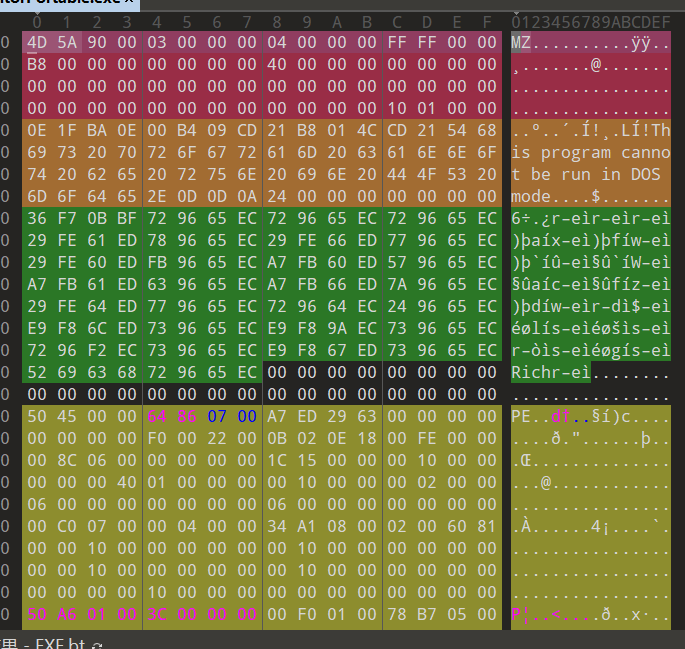 0 1 2 3 4 5 6 7 8 9 A B C D E F 0123456789ABCDEF
0 4D 5A 90 00 03 00 00 00 04 00 00 00 FF FF 00 00 MZ..........ÿÿ..
0 B8 00 00 00 00 00 00 00 40 00 00 00 00 00 00 00 ¸.......@.......
0 00 00 00 00 00 00 00 00 00 00 00 00 00 00 00 00 ................
0 00 00 00 00 00 00 00 00 00 00 00 00 10 01 00 00 ................
0 0E 1F BA 0E 00 B4 09 CD 21 B8 01 4C CD 21 54 68 ..º..´.Í!¸.LÍ!Th
0 69 73 20 70 72 6F 67 72 61 6D 20 63 61 6E 6E 6F is program canno
0 74 20 62 65 20 72 75 6E 20 69 6E 20 44 4F 53 20 t be run in DOS
0 6D 6F 64 65 2E 0D 0D 0A 24 00 00 00 00 00 00 00 mode....$.......
0 36 F7 0B BF 72 96 65 EC 72 96 65 EC 72 96 65 EC 6÷.¿r–eìr–eìr–eì
0 29 FE 61 ED 78 96 65 EC 29 FE 66 ED 77 96 65 EC )þaíx–eì)þfíw–eì
0 29 FE 60 ED FB 96 65 EC A7 FB 60 ED 57 96 65 EC )þ`íû–eì§û`íW–eì
0 A7 FB 61 ED 63 96 65 EC A7 FB 66 ED 7A 96 65 EC §ûaíc–eì§ûfíz–eì
0 29 FE 64 ED 77 96 65 EC 72 96 64 EC 24 96 65 EC )þdíw–eìr–dì$–eì
0 E9 F8 6C ED 73 96 65 EC E9 F8 9A EC 73 96 65 EC éølís–eìéøšìs–eì
0 72 96 F2 EC 73 96 65 EC E9 F8 67 ED 73 96 65 EC r–òìs–eìéøgís–eì
0 52 69 63 68 72 96 65 EC 00 00 00 00 00 00 00 00 Richr–eì........
0 00 00 00 00 00 00 00 00 00 00 00 00 00 00 00 00 ................
0 50 45 00 00 64 86 07 00 A7 ED 29 63 00 00 00 00 PE..d†..§í)c....
0 00 00 00 00 F0 00 22 00 0B 02 0E 18 00 FE 00 00 ....ð."......þ..
0 00 8C 06 00 00 00 00 00 1C 15 00 00 00 10 00 00 .Œ..............
0 00 00 00 40 01 00 00 00 00 10 00 00 00 02 00 00 ...@............
0 06 00 00 00 00 00 00 00 06 00 00 00 00 00 00 00 ................
0 00 C0 07 00 00 04 00 00 34 A1 08 00 02 00 60 81 .À......4¡....`.
0 00 00 10 00 00 00 00 00 00 10 00 00 00 00 00 00 ................
0 00 00 10 00 00 00 00 00 00 10 00 00 00 00 00 00 ................
0 00 00 00 00 10 00 00 00 00 00 00 00 00 00 00 00 ................
0 50 A6 01 00 3C 00 00 00 00 F0 01 00 78 B7 05 00 P¦..<....ð..x·..